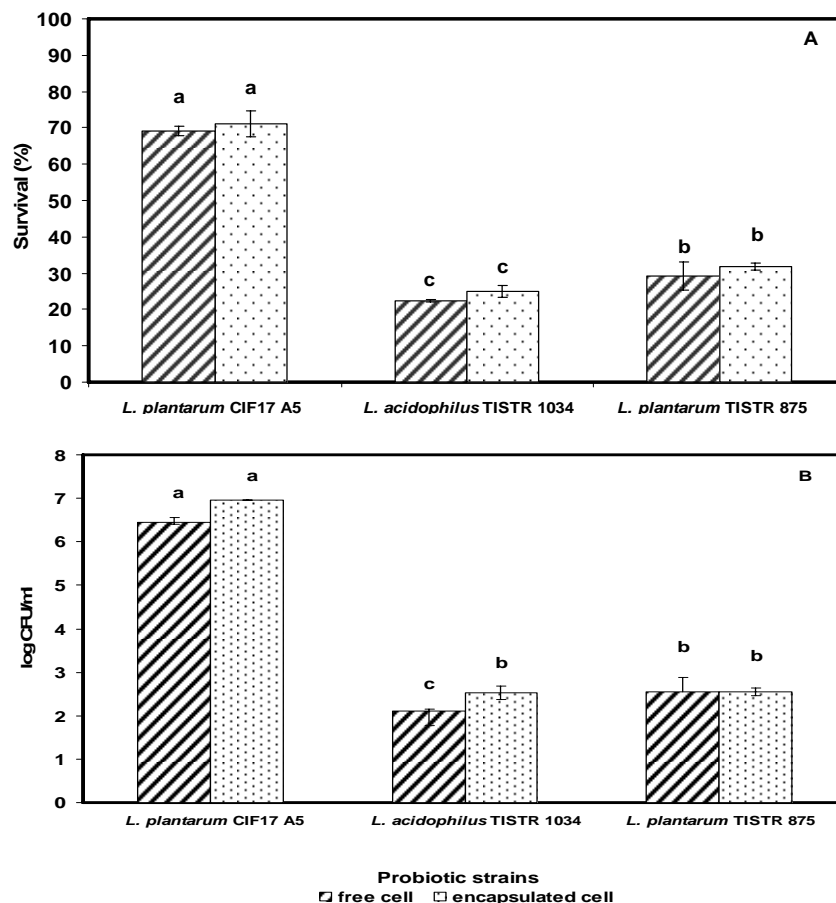 100
A
90
80
a a
70
60
Survival (%)
50
40
b b
30
c c
20
10
0
L. plantarum CIF17 A5 L. acidophilus TISTR 1034 L. plantarum TISTR 875
8
B
a a
7
6
5
log CFU/ml
4
b b
3
c b
2
1
0
L. plantarum CIF17 A5 L. acidophilus TISTR 1034 L. plantarum TISTR 875
Probiotic strains
free cell encapsulated cell